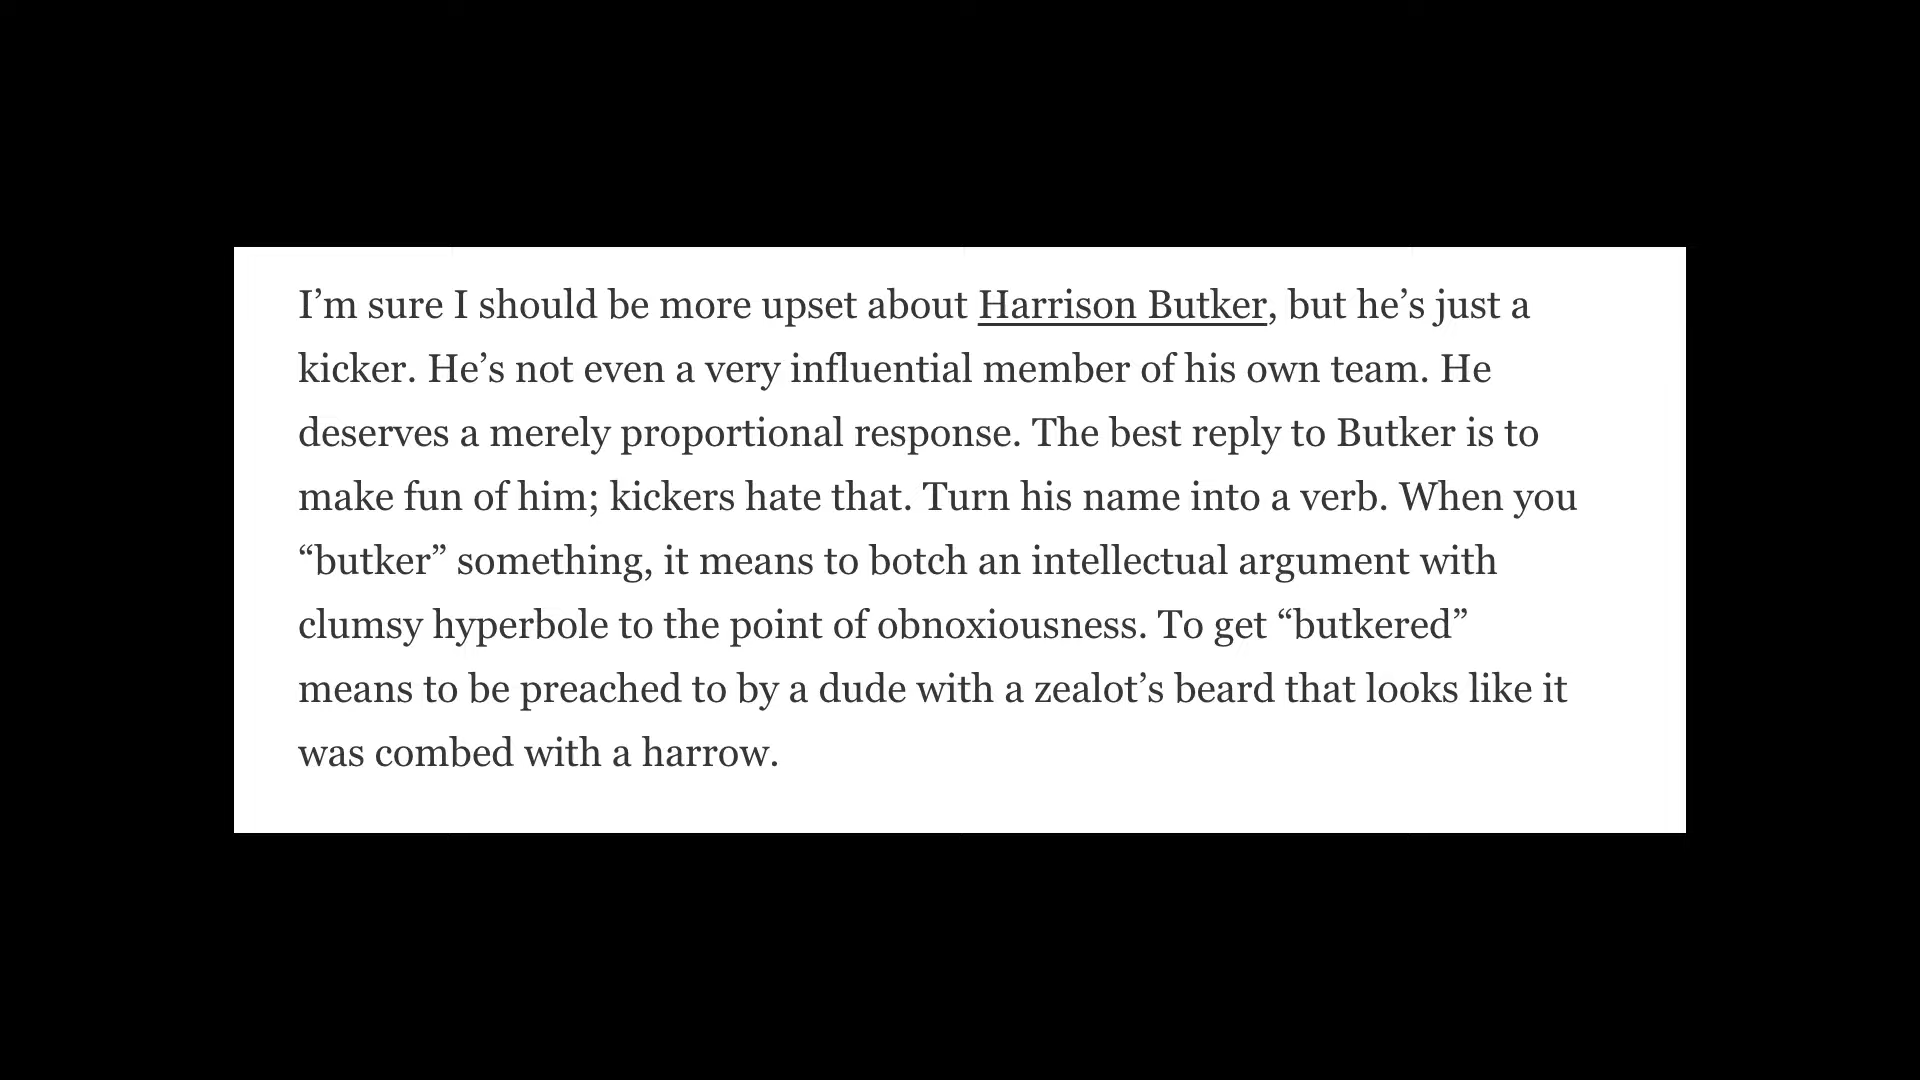 I’m sure I should be more upset about Harrison Butker, but he’s just a
kicker. He’s not even a very influential member of his own team. He
deserves a merely proportional response. The best reply to Butker is to
make fun of him; kickers hate that. Turn his name into a verb. When you
“butker” something, it means to botch an intellectual argument with
clumsy hyperbole to the point of obnoxiousness. To get “butkered”
means to be preached to by a dude with a zealot’s beard that looks like it
was combed with a harrow.